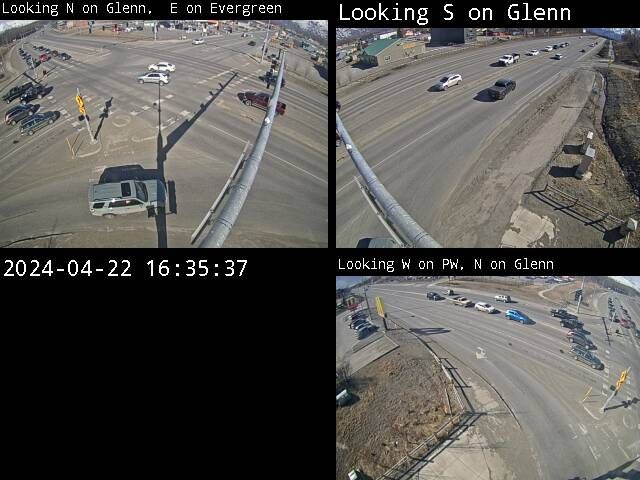 Looking N on Glenn,  E on Evergreen
Looking S on Glenn
2024-04-22 16:35:37
Looking W on PW, N on Glenn